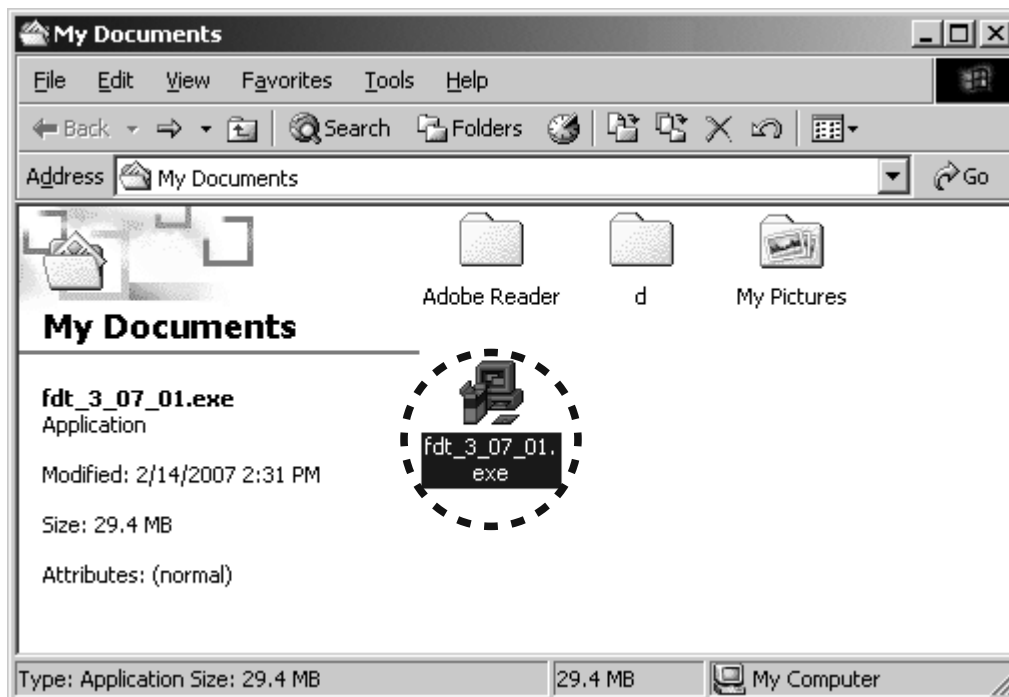 My Documents
File Edit View Favorites Tools Help
Back Search Folders
Address My Documents Go
Adobe Reader d My Pictures
My Documents
fdt_3_07_01.exe
Application
Modified: 2/14/2007 2:31 PM
Size: 29.4 MB
Attributes: (normal)
fdt_3_07_01.
exe
Type: Application Size: 29.4 MB 29.4 MB My Computer